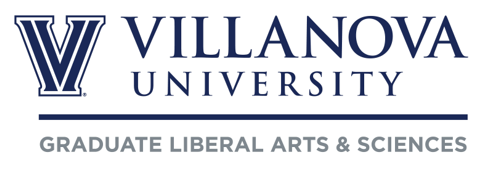 V®
VILLANOVA
UNIVERSITY
GRADUATE LIBERAL ARTS & SCIENCES